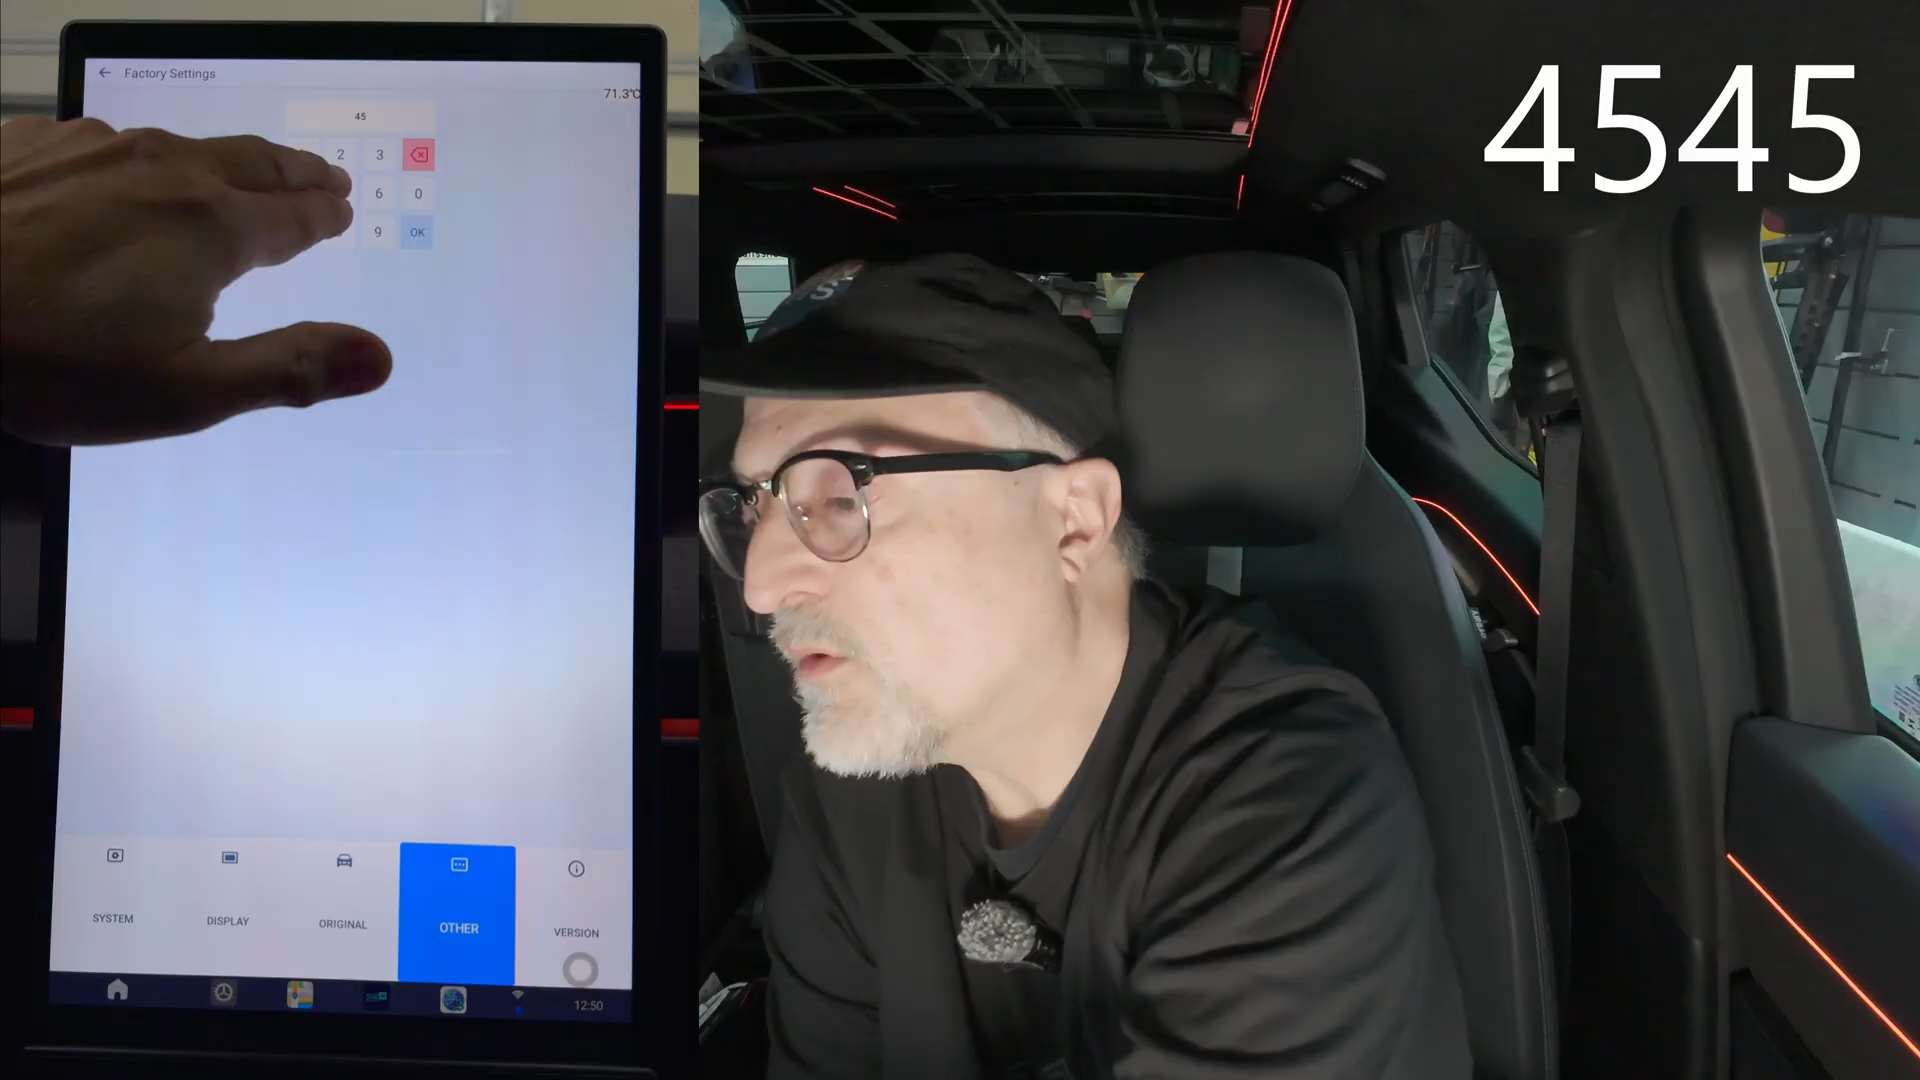 Factory Settings
71.3℃
45
2 3
6 0
9 OK
SYSTEM DISPLAY ORIGINAL OTHER VERSION
12:50
4545
AIRBAG